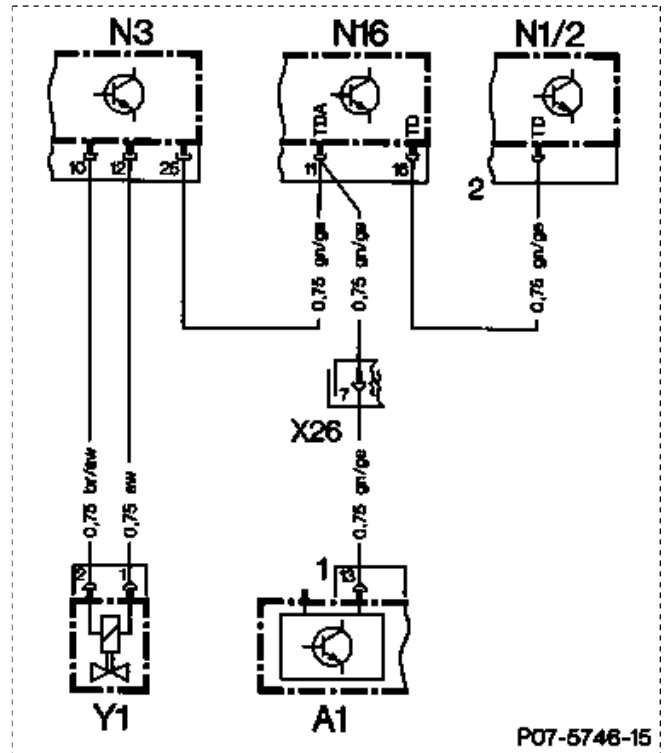 N3 N16 N1/2
TDA TD TD
10 12 25 11 16
2
0,75 gn/ge 0,75 gn/ge 0,75 gn/ge
7
X26
0,75 br/sw 0,75 sw 0,75 gn/ge
2 1 1 13
Y1 A1
P07-5746-15